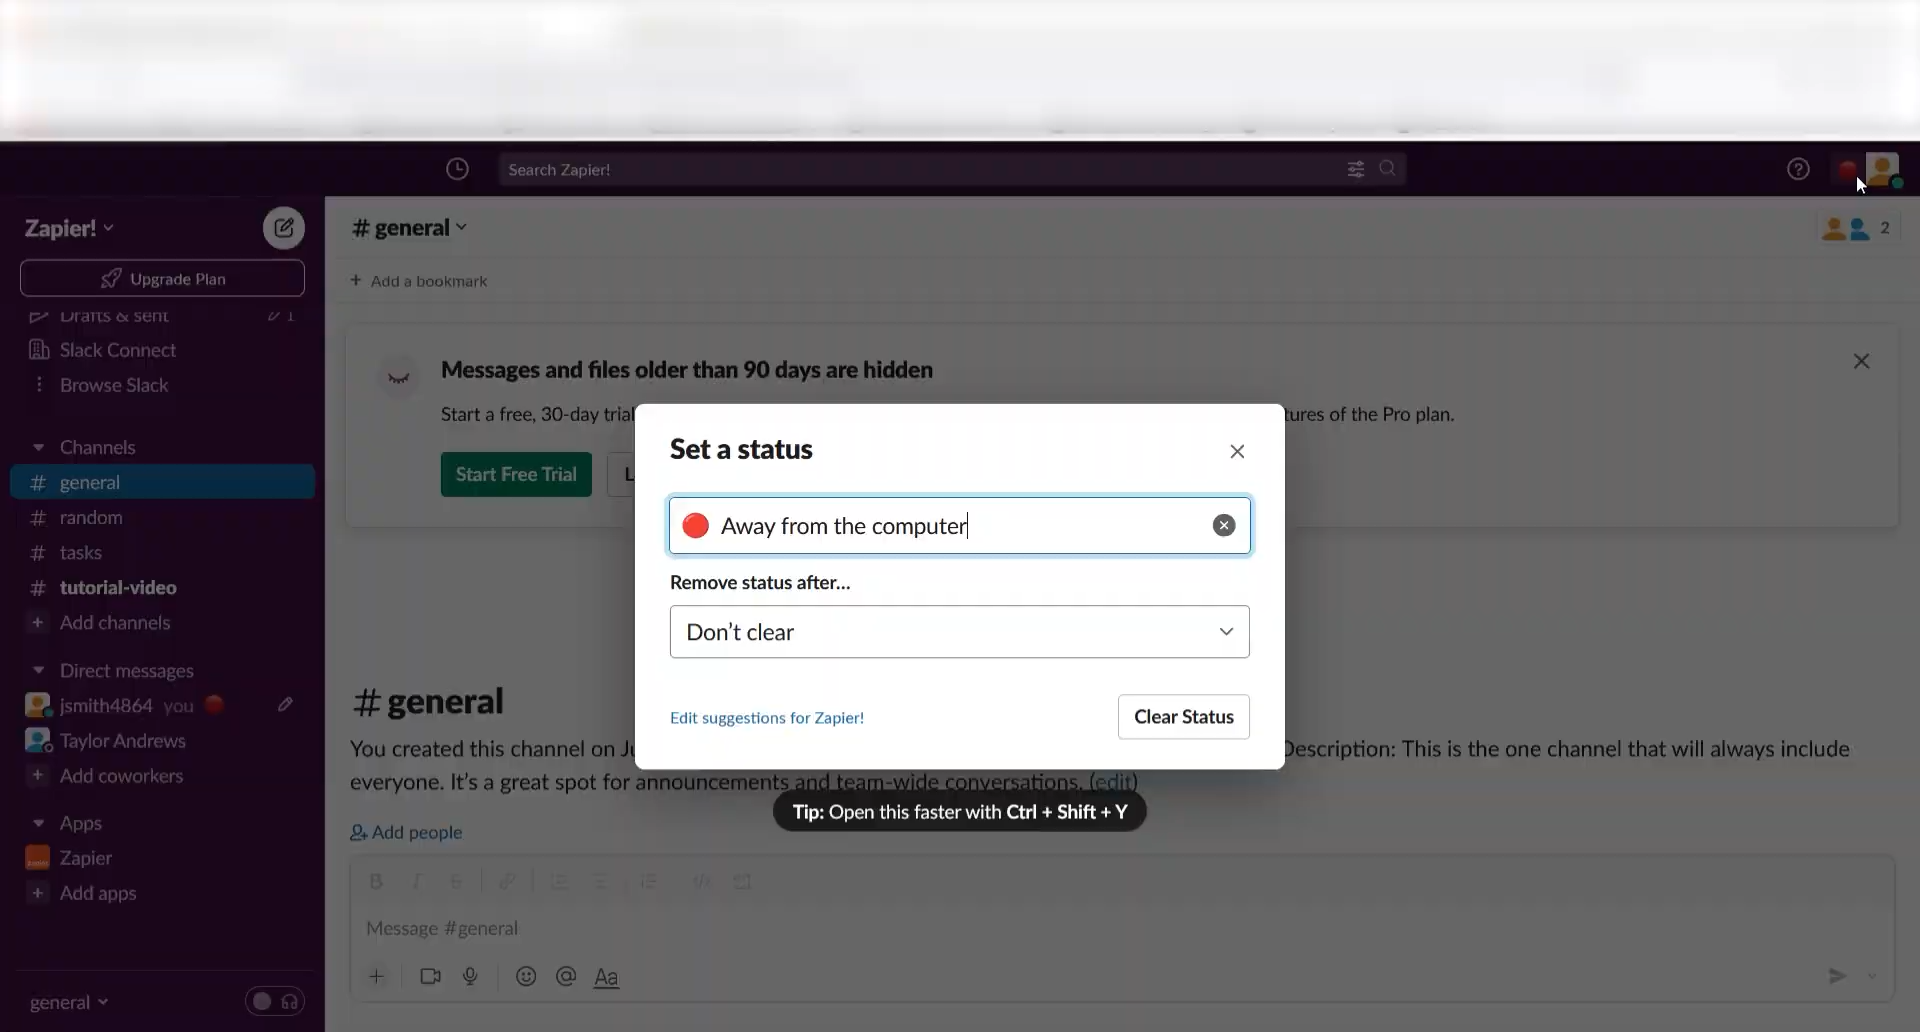 Search Zapier!
Zapier!
Upgrade Plan
Drafts & sent 1
Slack Connect
Browse Slack
Channels
# general
# random
# tasks
# tutorial-video
+ Add channels
Direct messages
jsmith4864 you
Taylor Andrews
+ Add coworkers
Apps
Zapier
+ Add apps
general
# general
2
+ Add a bookmark
Messages and files older than 90 days are hidden
Start a free, 30-day trial
tures of the Pro plan.
Start Free Trial
L
Set a status
Away from the computer
Remove status after...
Don't clear
Edit suggestions for Zapier!
Clear Status
# general
You created this channel on Ju
Description: This is the one channel that will always include
everyone. It's a great spot for announcements and team-wide conversations. (edit)
Tip: Open this faster with Ctrl + Shift + Y
Add people
B I S
Message #general
+ @ Aa